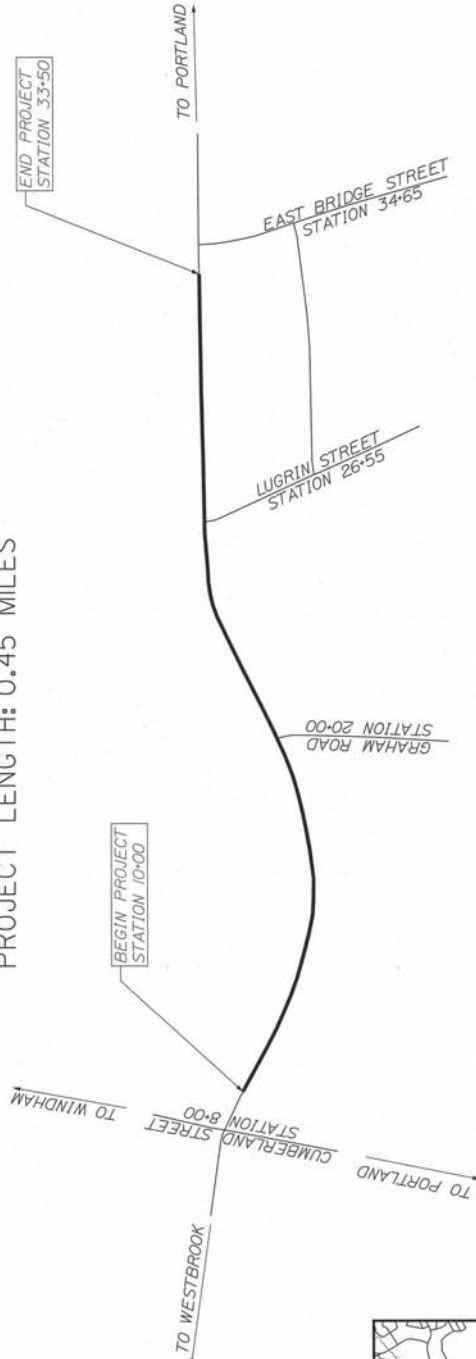 PROJECT LENGTH: 0.45 MILES
END PROJECT
STATION 33+50
TO PORTLAND
EAST BRIDGE STREET
STATION 34+65
LUGRIN STREET
STATION 26+55
GRAHAM ROAD
STATION 20+00
BEGIN PROJECT
STATION 10+00
TO WINDHAM
CUMBERLAND STREET
STATION 8+00
TO PORTLAND
TO WESTBROOK